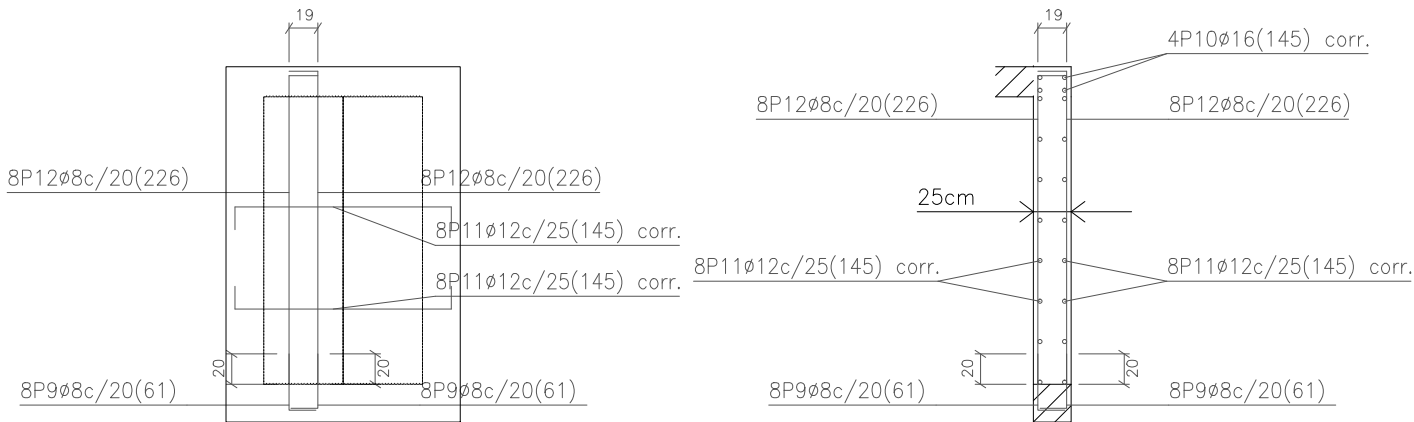 19
19
4P10ø16(145) corr.
8P12ø8c/20(226)
8P12ø8c/20(226)
8P12ø8c/20(226)
8P12ø8c/20(226)
25cm
8P11ø12c/25(145) corr.
8P11ø12c/25(145) corr.
8P11ø12c/25(145) corr.
8P11ø12c/25(145) corr.
20
20
20
20
8P9ø8c/20(61)
8P9ø8c/20(61)
8P9ø8c/20(61)
8P9ø8c/20(61)